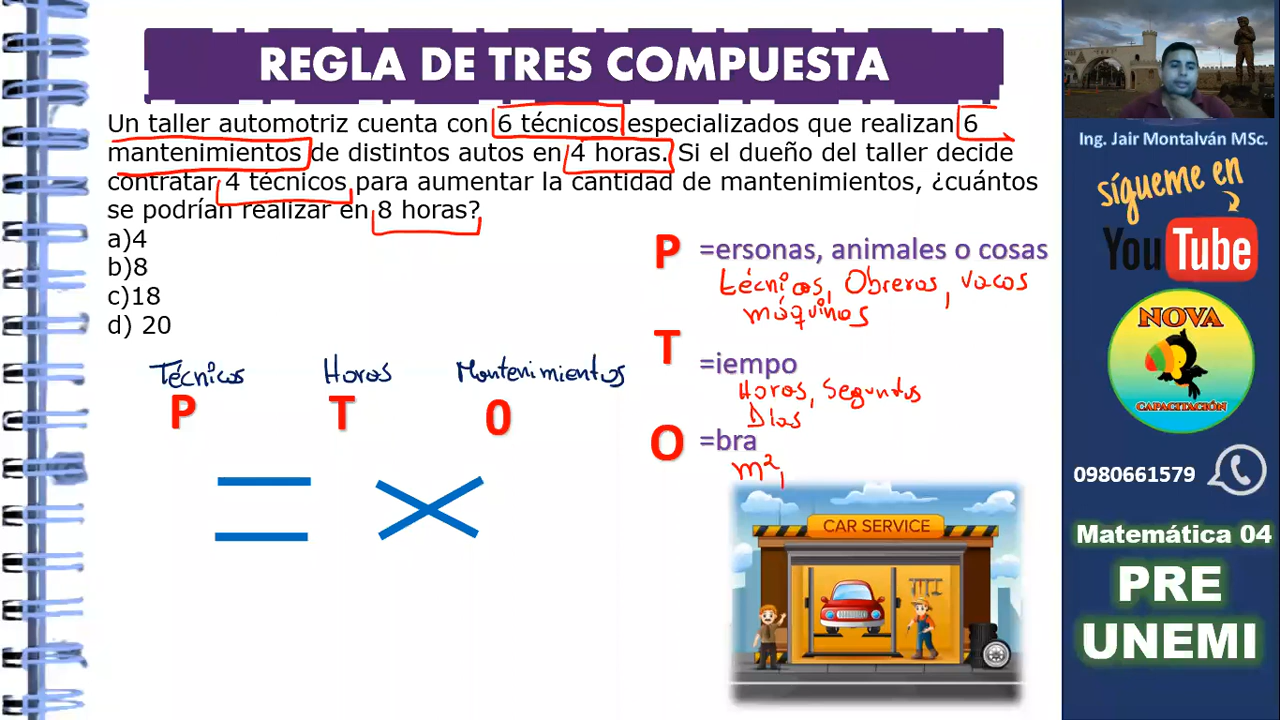 REGLA DE TRES COMPUESTA
Un taller automotriz cuenta con 6 técnicos especializados que realizan 6
mantenimientos de distintos autos en 4 horas. Si el dueño del taller decide
contratar 4 técnicos para aumentar la cantidad de mantenimientos, ¿cuántos
se podrían realizar en 8 horas?
a)4
b)8
c)18
d) 20
P =ersonas, animales o cosas
Técnicos, Obreros, vacas
máquinas
T =iempo
Horas, Segundos
Días
O =bra
m²,
Técnicos Horas Mantenimientos
P T O
CAR SERVICE
Ing. Jair Montalván MSc.
sígueme en
YouTube
NOVA
CAPACITACIÓN
0980661579
Matemática 04
PRE
UNEMI